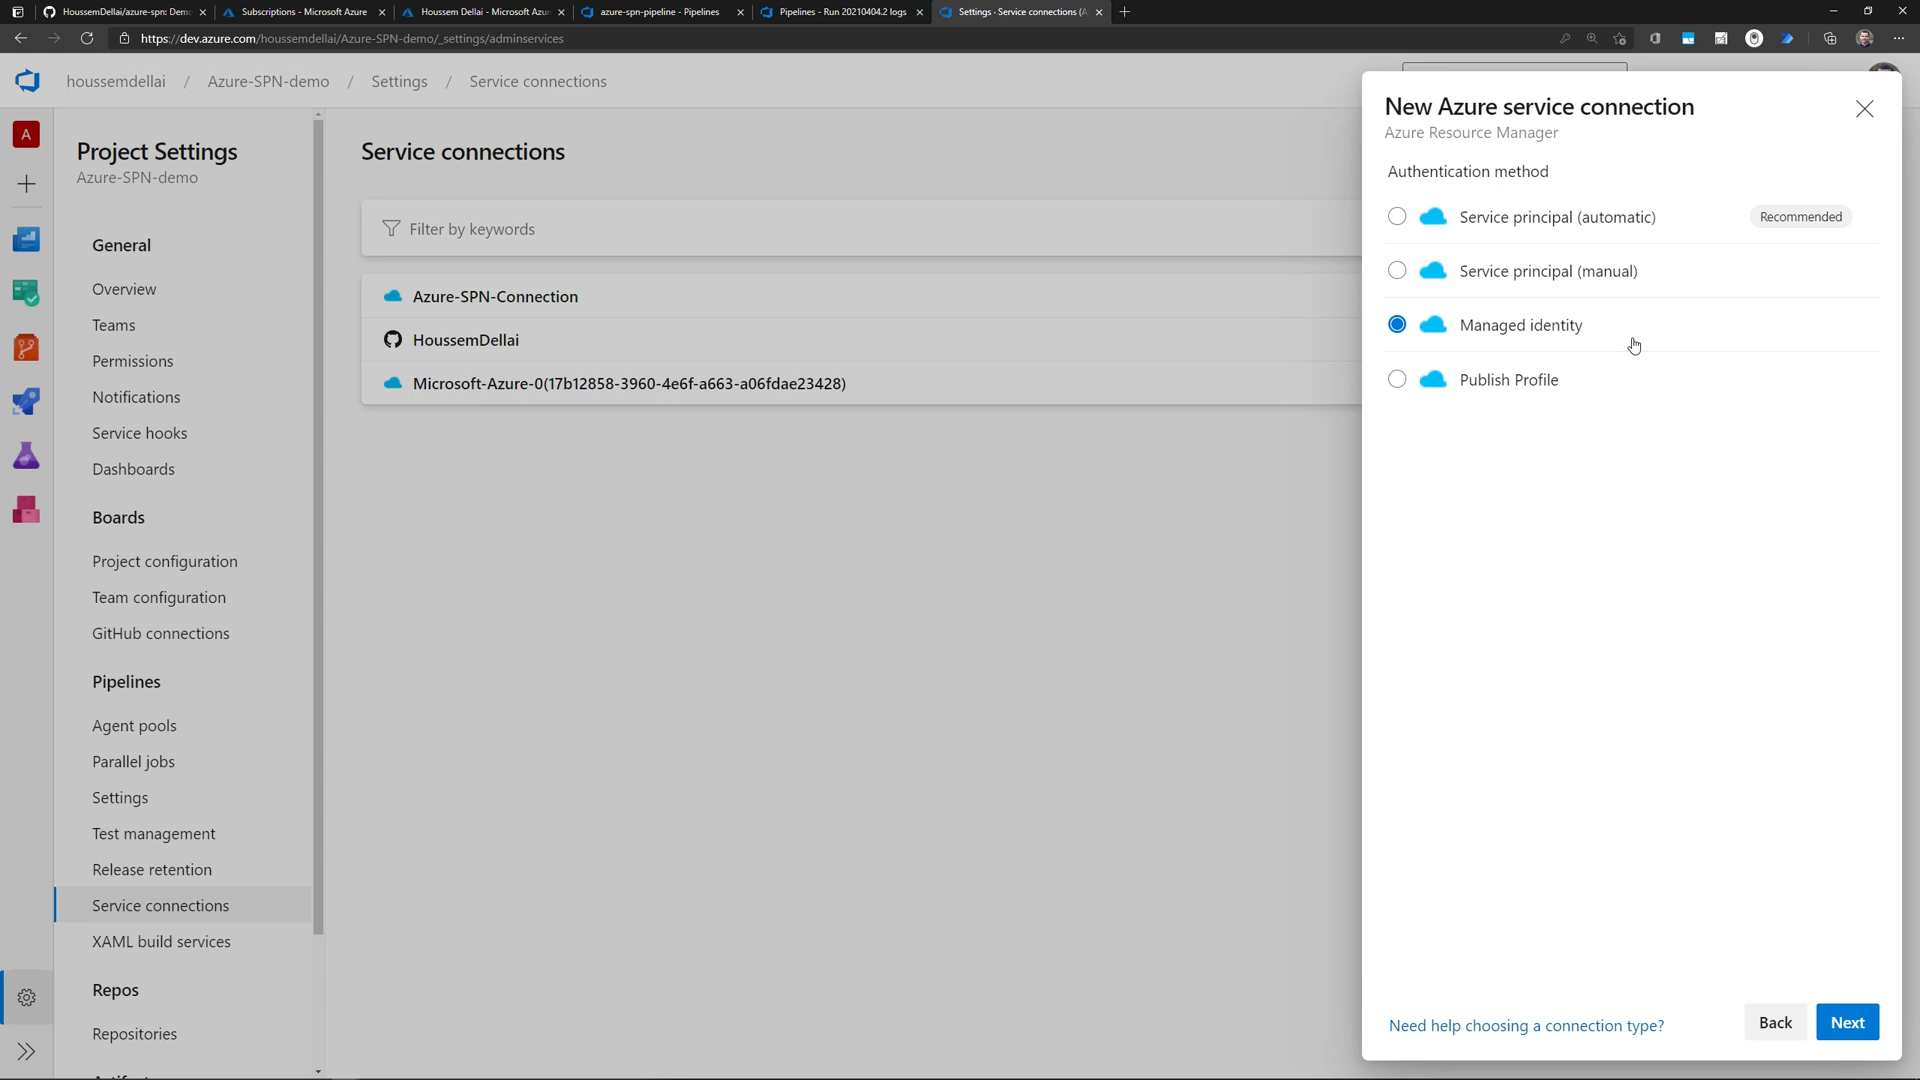 HoussemDellai/azure-spn: Demo
Subscriptions - Microsoft Azure
Houssem Dellai - Microsoft Azur
azure-spn-pipeline - Pipelines
Pipelines - Run 20210404.2 logs
Settings - Service connections (A
https://dev.azure.com/houssemdellai/Azure-SPN-demo/_settings/adminservices
houssemdellai / Azure-SPN-demo / Settings / Service connections
A
Project Settings
Azure-SPN-demo
General
Overview
Teams
Permissions
Notifications
Service hooks
Dashboards
Boards
Project configuration
Team configuration
GitHub connections
Pipelines
Agent pools
Parallel jobs
Settings
Test management
Release retention
Service connections
XAML build services
Repos
Repositories
Service connections
Filter by keywords
Azure-SPN-Connection
HoussemDellai
Microsoft-Azure-0(17b12858-3960-4e6f-a663-a06fdae23428)
New Azure service connection
Azure Resource Manager
Authentication method
Service principal (automatic)
Recommended
Service principal (manual)
Managed identity
Publish Profile
Need help choosing a connection type?
Back
Next